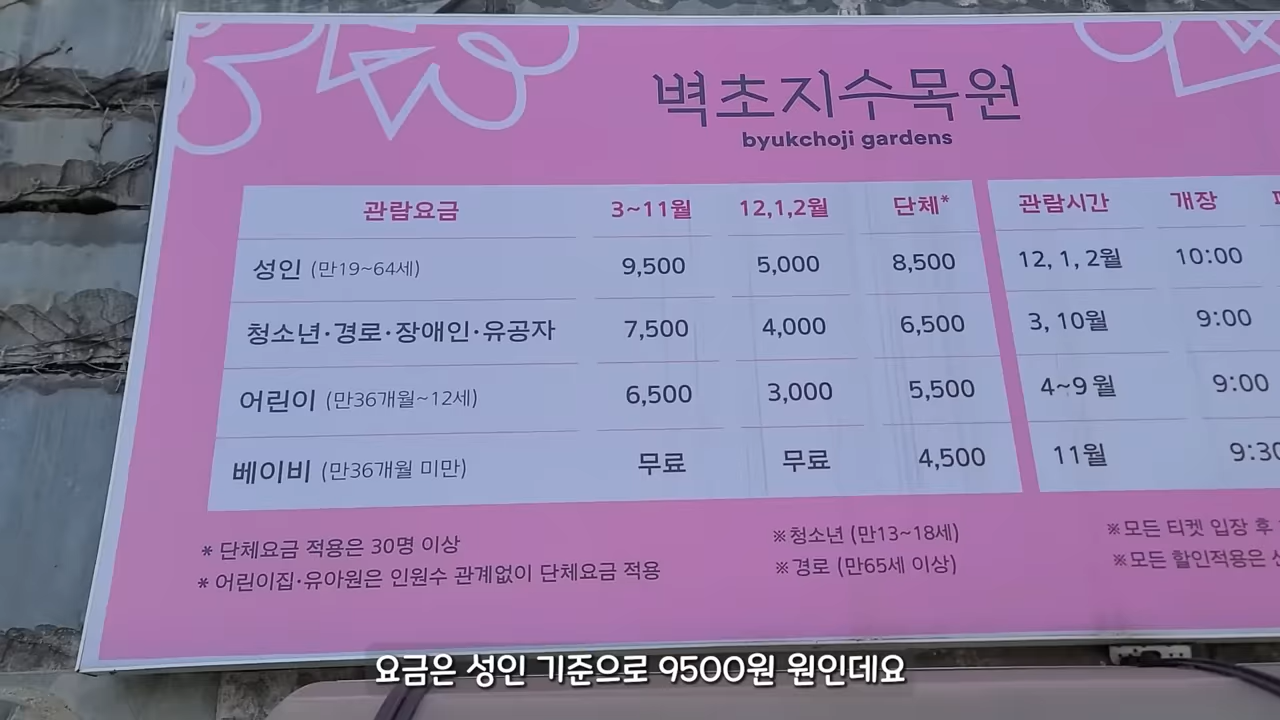 벽초지수목원
byukchoji gardens
관람요금 3~11월 12,1,2월 단체*
성인 (만19~64세) 9,500 5,000 8,500
청소년·경로·장애인·유공자 7,500 4,000 6,500
어린이 (만36개월~12세) 6,500 3,000 5,500
베이비 (만36개월 미만) 무료 무료 4,500
관람시간 개장
12, 1, 2월 10:00
3, 10월 9:00
4~9월 9:00
11월 9:30
* 단체요금 적용은 30명 이상
* 어린이집·유아원은 인원수 관계없이 단체요금 적용
※청소년 (만13~18세)
※경로 (만65세 이상)
※모든 티켓 입장 후
※모든 할인적용은
요금은 성인 기준으로 9500원 원인데요